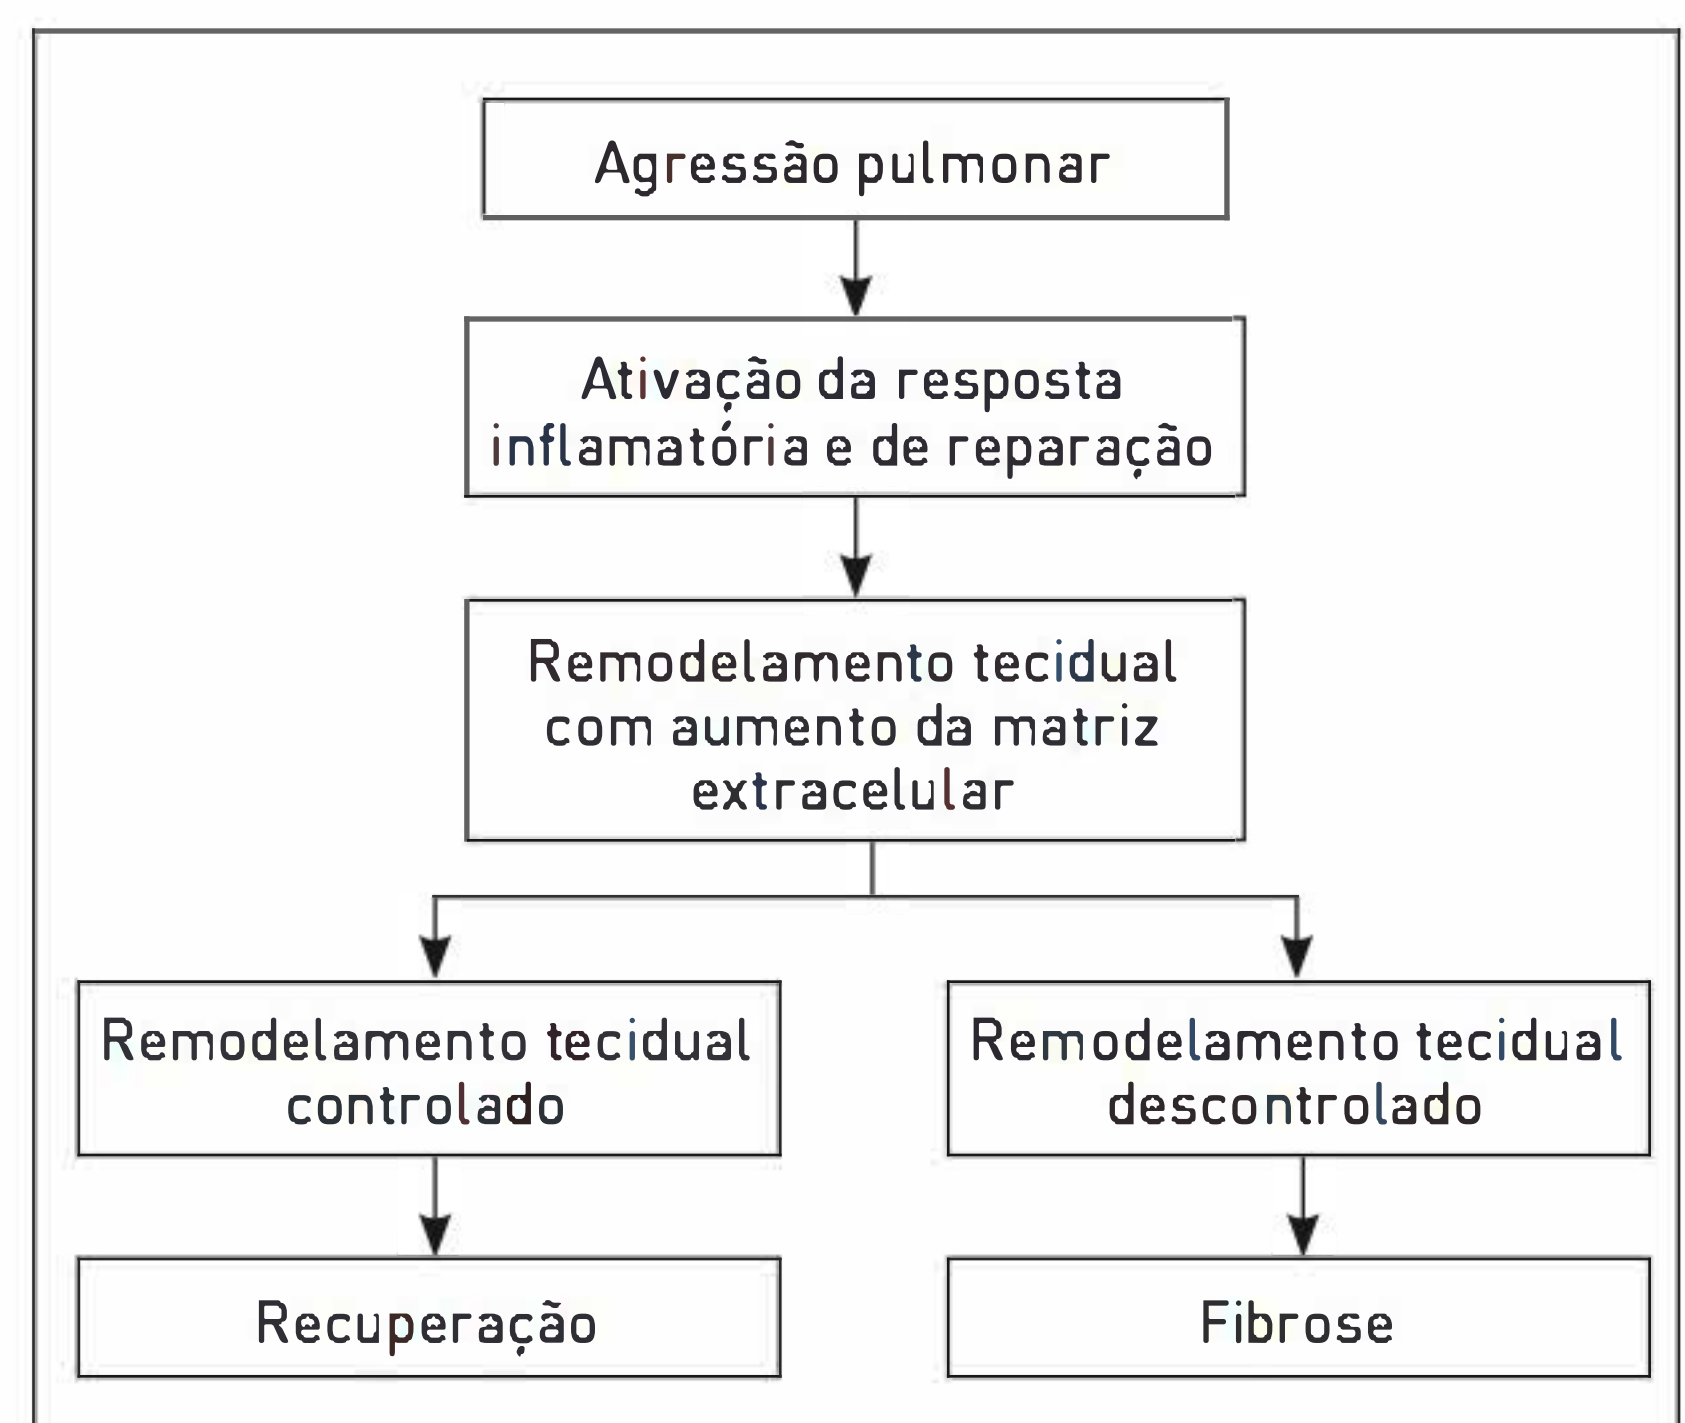 Agressão pulmonar
Ativação da resposta
inflamatória e de reparação
Remodelamento tecidual
com aumento da matriz
extracelular
Remodelamento tecidual
controlado
Remodelamento tecidual
descontrolado
Recuperação
Fibrose